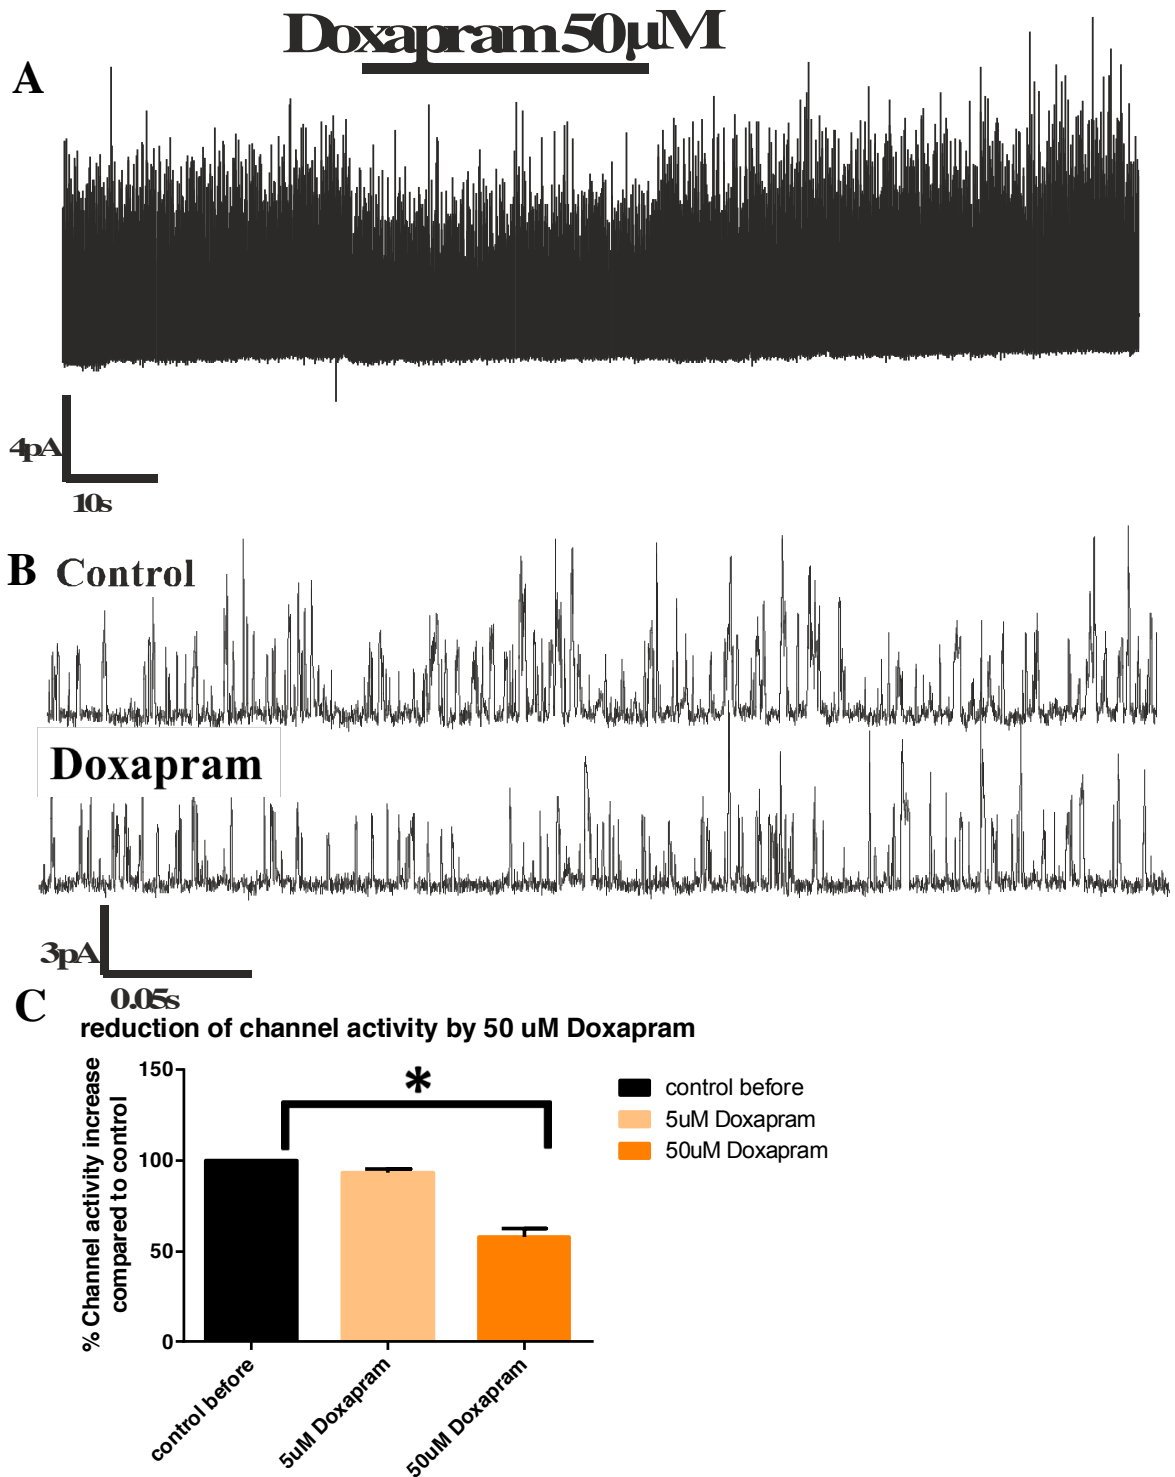 Doxapram 50µM
A
4pA
10s
B Control
Doxapram
3pA
0.05s
C
reduction of channel activity by 50 uM Doxapram
% Channel activity increase
compared to control
150
100
50
0
*
control before
5uM Doxapram
50uM Doxapram
control before
5uM Doxapram
50uM Doxapram